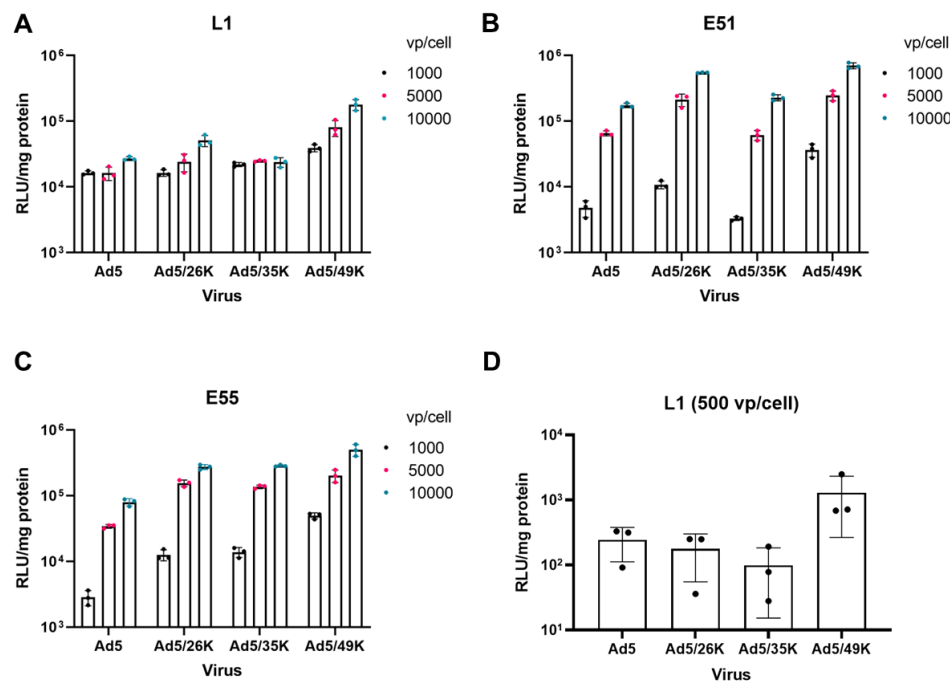 A
L1
vp/cell
1000
5000
10000
RLU/mg protein
10⁶
10⁵
10⁴
10³
Ad5 Ad5/26K Ad5/35K Ad5/49K
Virus
B
E51
vp/cell
1000
5000
10000
RLU/mg protein
10⁶
10⁵
10⁴
10³
Ad5 Ad5/26K Ad5/35K Ad5/49K
Virus
C
E55
vp/cell
1000
5000
10000
RLU/mg protein
10⁶
10⁵
10⁴
10³
Ad5 Ad5/26K Ad5/35K Ad5/49K
Virus
D
L1 (500 vp/cell)
RLU/mg protein
10⁴
10³
10²
10¹
Ad5 Ad5/26K Ad5/35K Ad5/49K
Virus